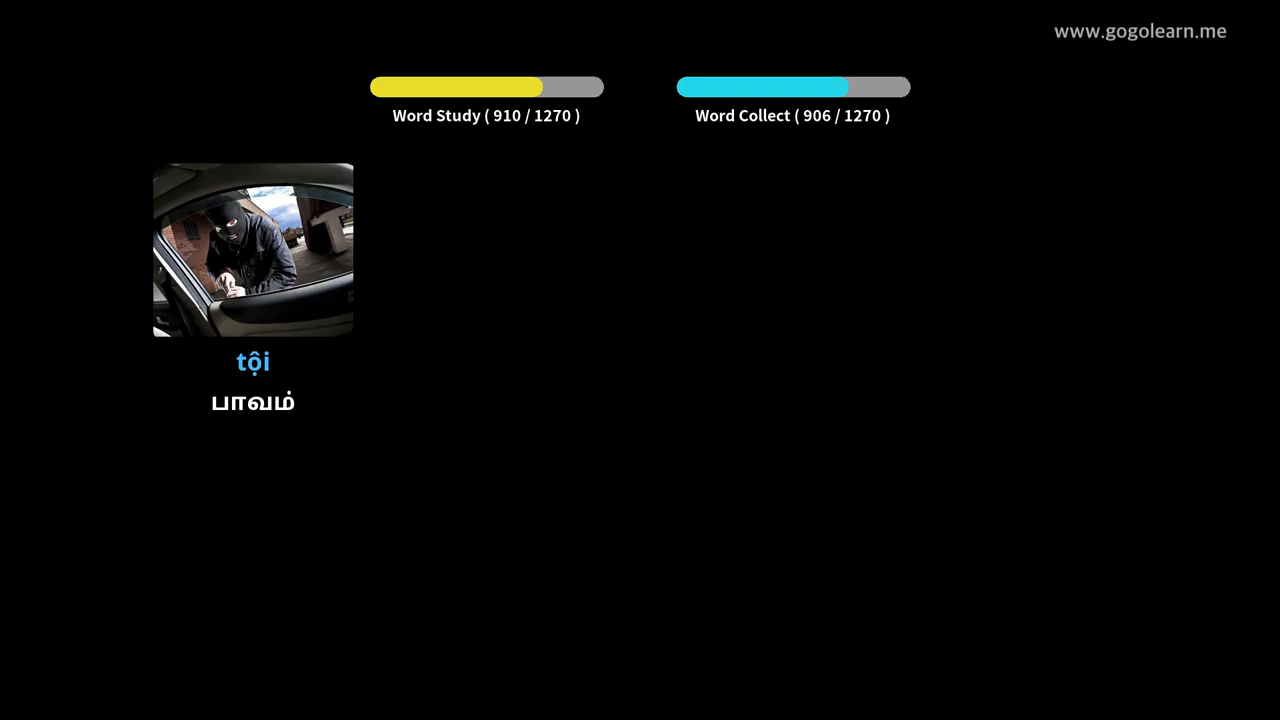 www.gogolearn.me
Word Study ( 910 / 1270 )
Word Collect ( 906 / 1270 )
tội
பாவம்